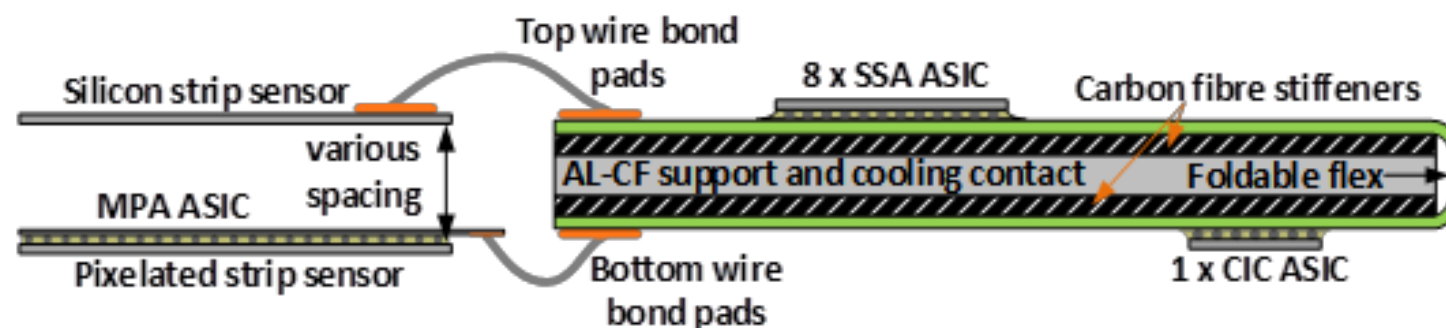 Top wire bond
pads
8 x SSA ASIC
Silicon strip sensor
Carbon fibre stiffeners
various
spacing
AL-CF support and cooling contact
Foldable flex
MPA ASIC
Pixelated strip sensor
Bottom wire
bond pads
1 x CIC ASIC